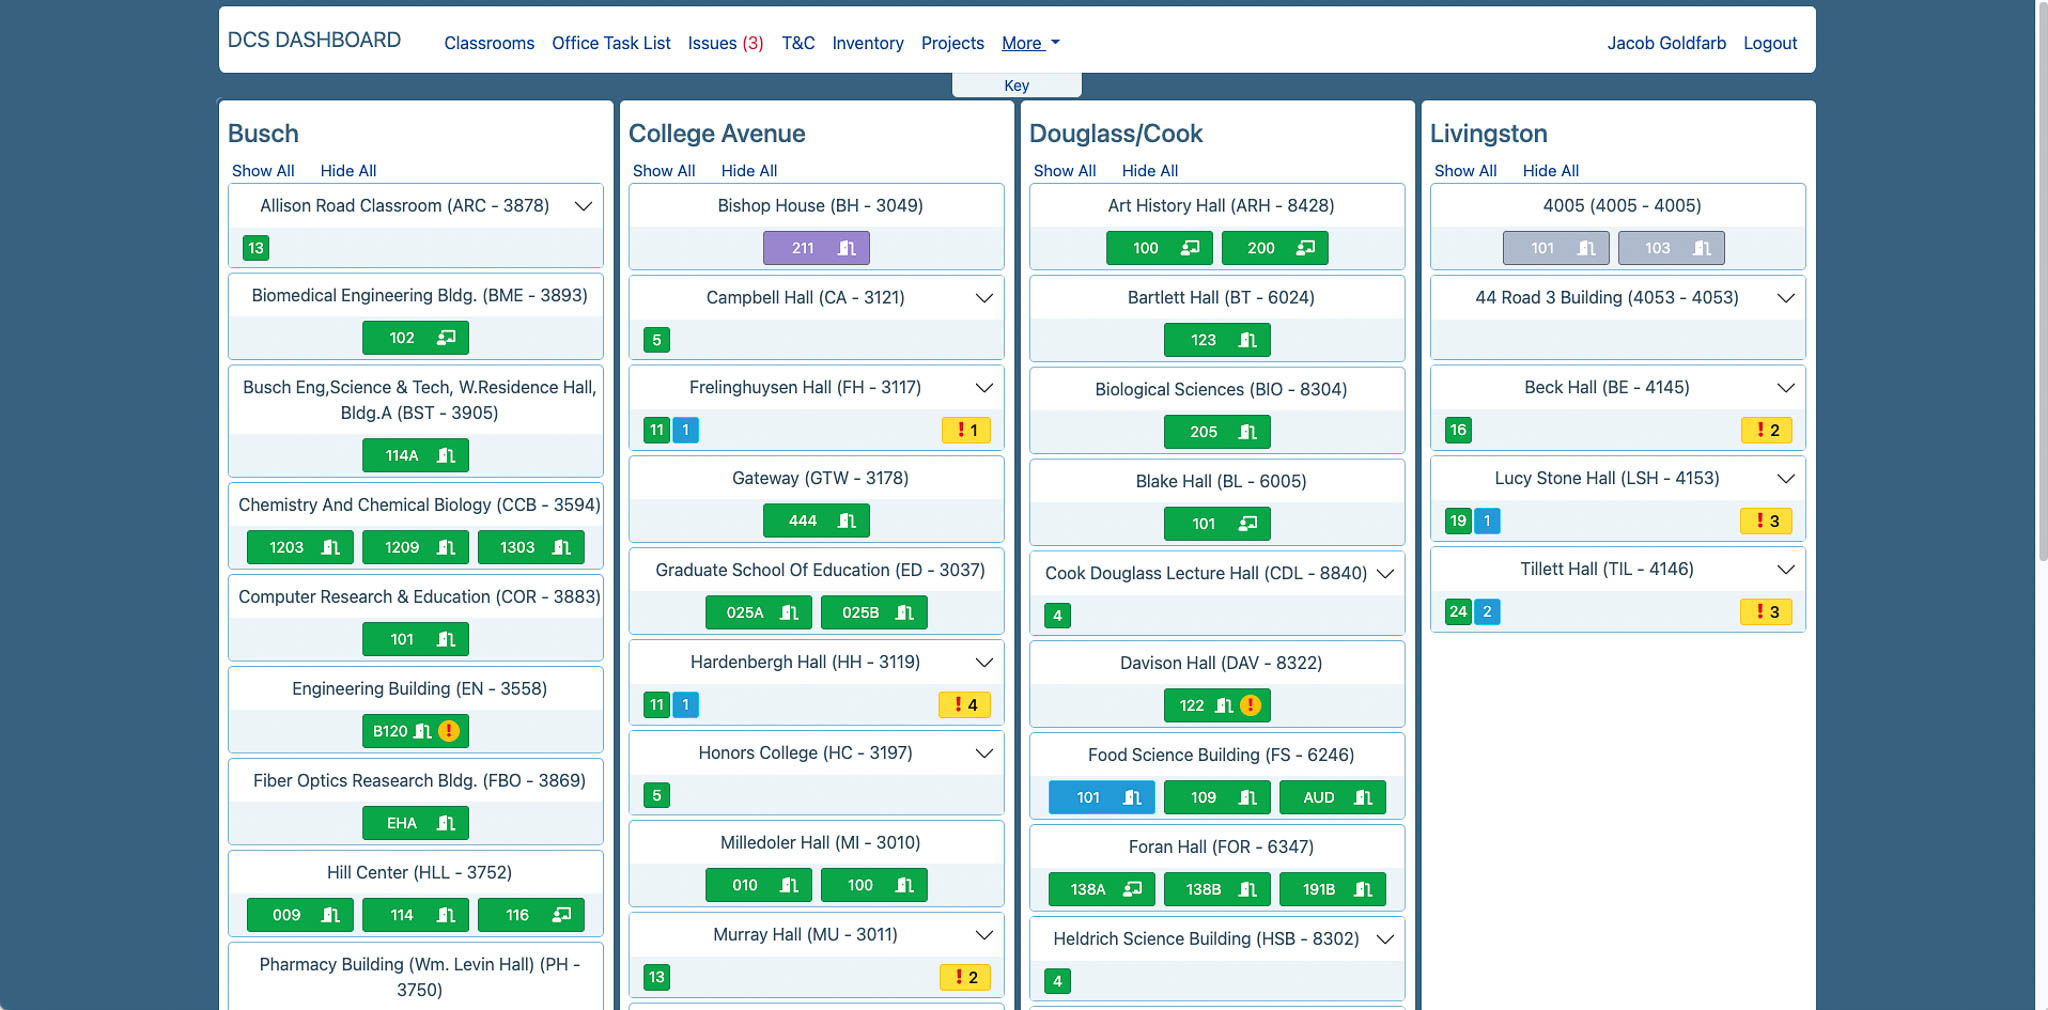 DCS DASHBOARD
Classrooms Office Task List Issues (3) T&C Inventory Projects More
Jacob Goldfarb Logout
Key
Busch
Show All Hide All
Allison Road Classroom (ARC - 3878)
13
Biomedical Engineering Bldg. (BME - 3893)
102
Busch Eng,Science & Tech, W.Residence Hall,
Bldg.A (BST - 3905)
114A
Chemistry And Chemical Biology (CCB - 3594)
1203 1209 1303
Computer Research & Education (COR - 3883)
101
Engineering Building (EN - 3558)
B120 !
Fiber Optics Reasearch Bldg. (FBO - 3869)
EHA
Hill Center (HLL - 3752)
009 114 116
Pharmacy Building (Wm. Levin Hall) (PH -
3750)
College Avenue
Show All Hide All
Bishop House (BH - 3049)
211
Campbell Hall (CA - 3121)
5
Frelinghuysen Hall (FH - 3117)
11 1 ! 1
Gateway (GTW - 3178)
444
Graduate School Of Education (ED - 3037)
025A 025B
Hardenbergh Hall (HH - 3119)
11 1 ! 4
Honors College (HC - 3197)
5
Milledoler Hall (MI - 3010)
010 100
Murray Hall (MU - 3011)
13 ! 2
Douglass/Cook
Show All Hide All
Art History Hall (ARH - 8428)
100 200
Bartlett Hall (BT - 6024)
123
Biological Sciences (BIO - 8304)
205
Blake Hall (BL - 6005)
101
Cook Douglass Lecture Hall (CDL - 8840)
4
Davison Hall (DAV - 8322)
122 !
Food Science Building (FS - 6246)
101 109 AUD
Foran Hall (FOR - 6347)
138A 138B 191B
Heldrich Science Building (HSB - 8302)
4
Livingston
Show All Hide All
4005 (4005 - 4005)
101 103
44 Road 3 Building (4053 - 4053)
Beck Hall (BE - 4145)
16 ! 2
Lucy Stone Hall (LSH - 4153)
19 1 ! 3
Tillett Hall (TIL - 4146)
24 2 ! 3